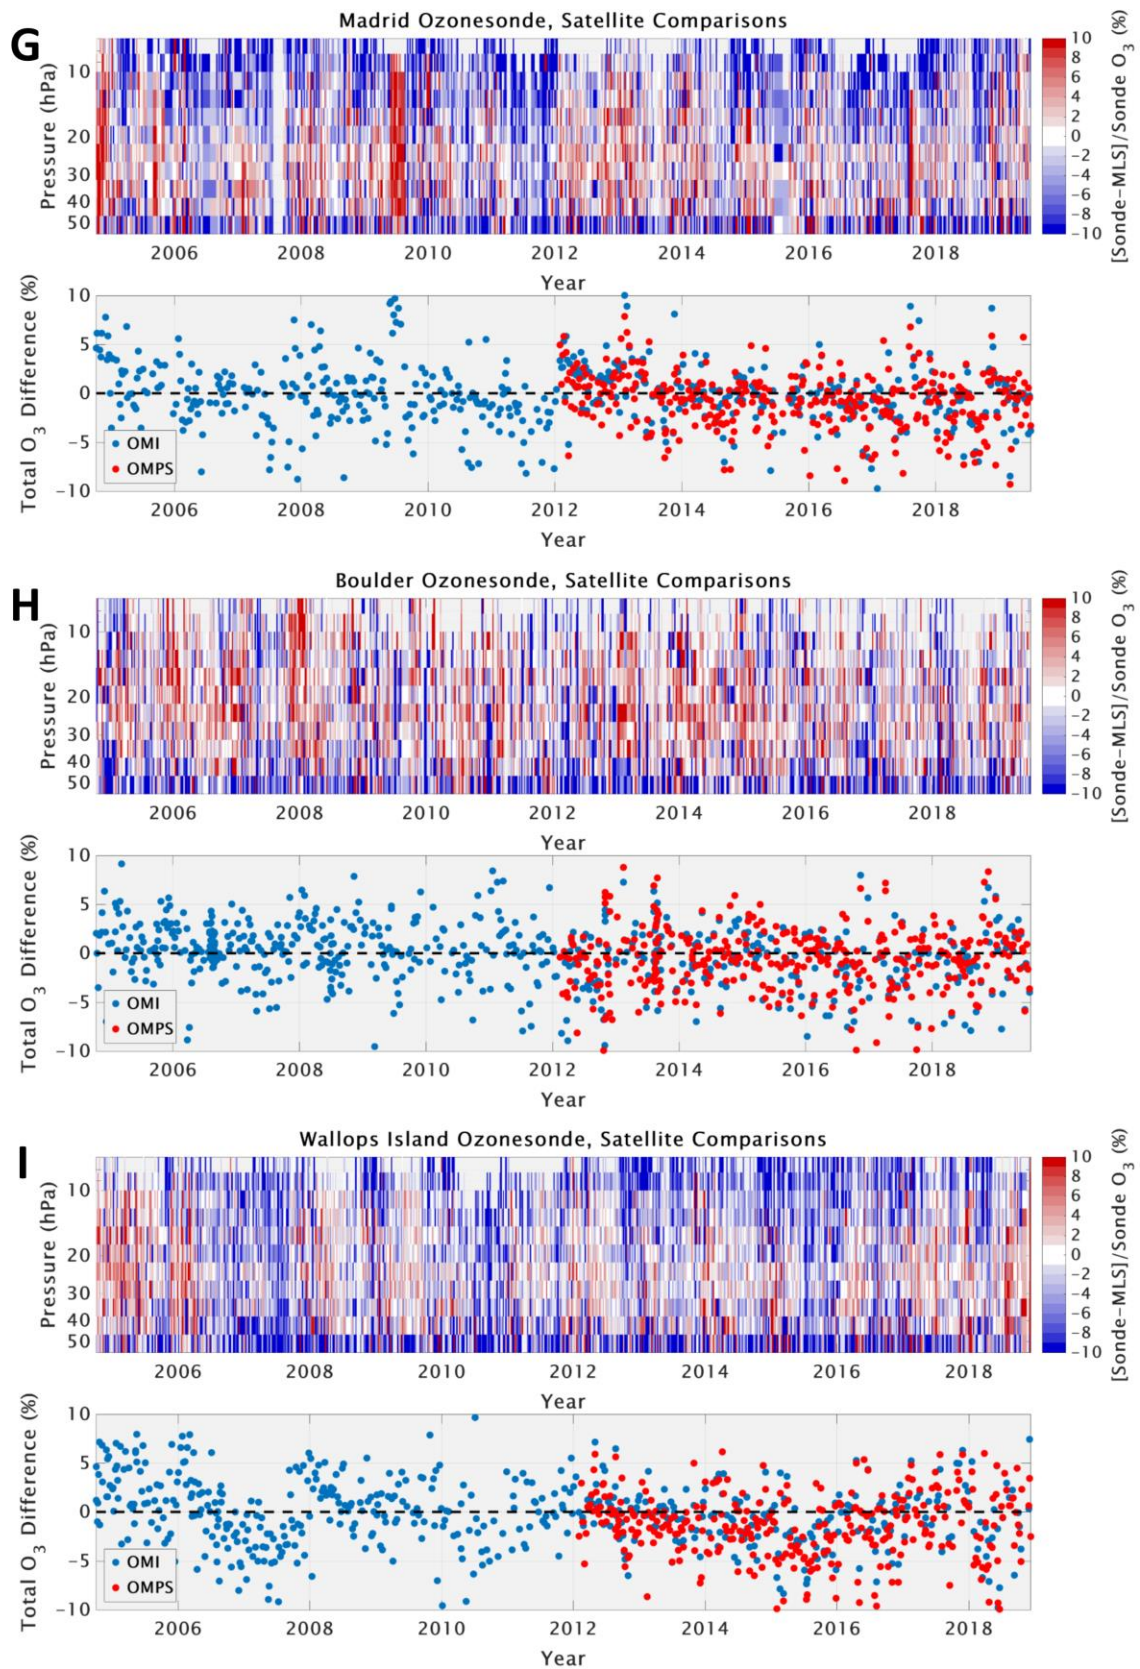 G
Madrid Ozonesonde, Satellite Comparisons
Pressure (hPa)
10
20
30
40
50
2006 2008 2010 2012 2014 2016 2018
Year
10
8
6
4
2
0
−2
−4
−6
−8
−10
[Sonde−MLS]/Sonde O3 (%)
Total O3 Difference (%)
10
5
0
−5
−10
OMI
OMPS
2006 2008 2010 2012 2014 2016 2018
Year
H
Boulder Ozonesonde, Satellite Comparisons
Pressure (hPa)
10
20
30
40
50
2006 2008 2010 2012 2014 2016 2018
Year
10
8
6
4
2
0
−2
−4
−6
−8
−10
[Sonde−MLS]/Sonde O3 (%)
Total O3 Difference (%)
10
5
0
−5
−10
OMI
OMPS
2006 2008 2010 2012 2014 2016 2018
Year
I
Wallops Island Ozonesonde, Satellite Comparisons
Pressure (hPa)
10
20
30
40
50
2006 2008 2010 2012 2014 2016 2018
Year
10
8
6
4
2
0
−2
−4
−6
−8
−10
[Sonde−MLS]/Sonde O3 (%)
Total O3 Difference (%)
10
5
0
−5
−10
OMI
OMPS
2006 2008 2010 2012 2014 2016 2018
Year